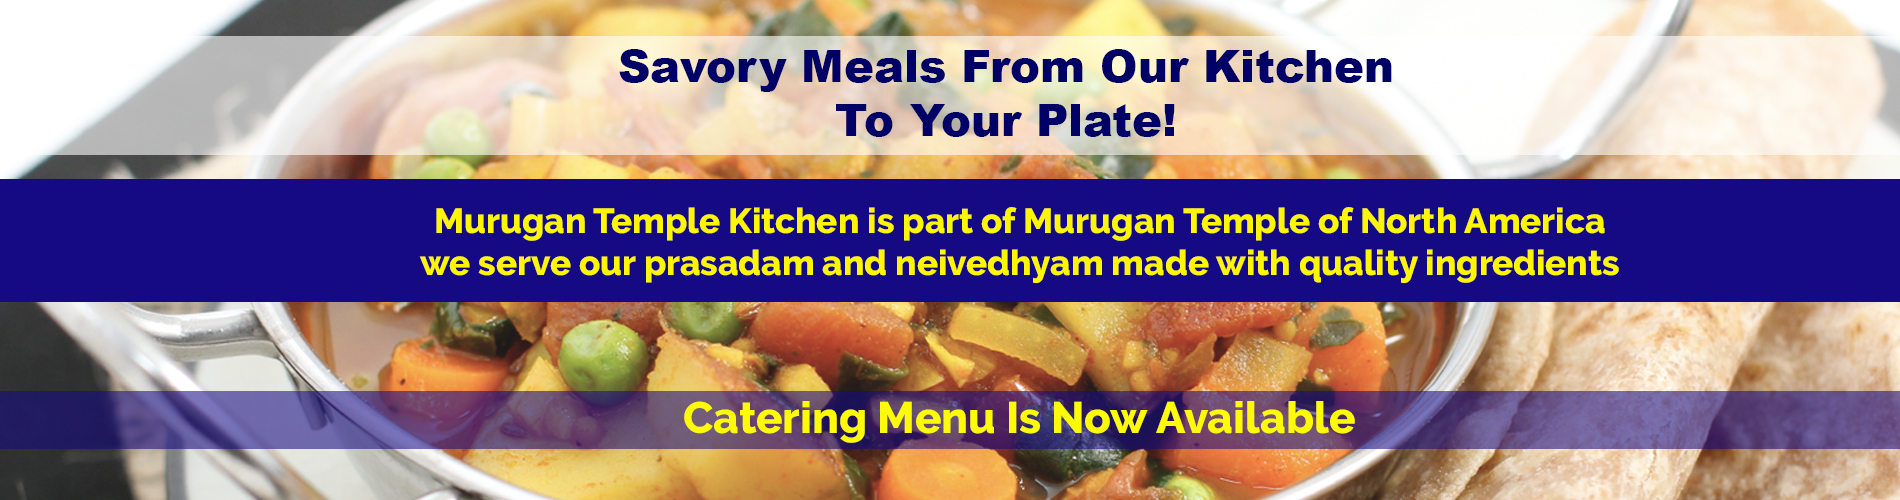 Savory Meals From Our Kitchen
To Your Plate!
Murugan Temple Kitchen is part of Murugan Temple of North America
we serve our prasadam and neivedhyam made with quality ingredients
Catering Menu Is Now Available